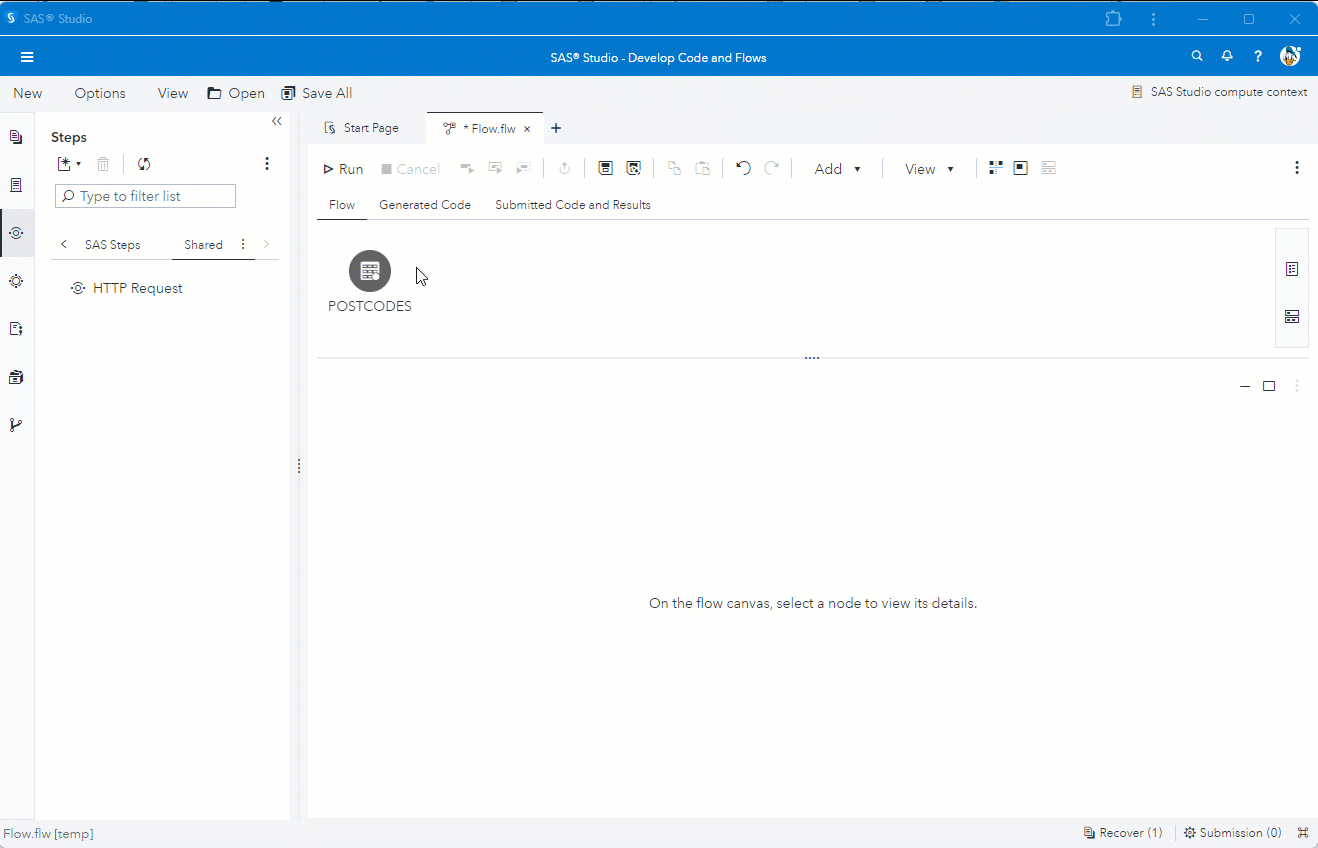 SAS® Studio
SAS® Studio - Develop Code and Flows
New Options View Open Save All
SAS Studio compute context
Steps
Type to filter list
SAS Steps Shared
HTTP Request
Start Page * Flow.flw
Run Cancel Add View
Flow Generated Code Submitted Code and Results
POSTCODES
On the flow canvas, select a node to view its details.
Flow.flw [temp]
Recover (1) Submission (0)